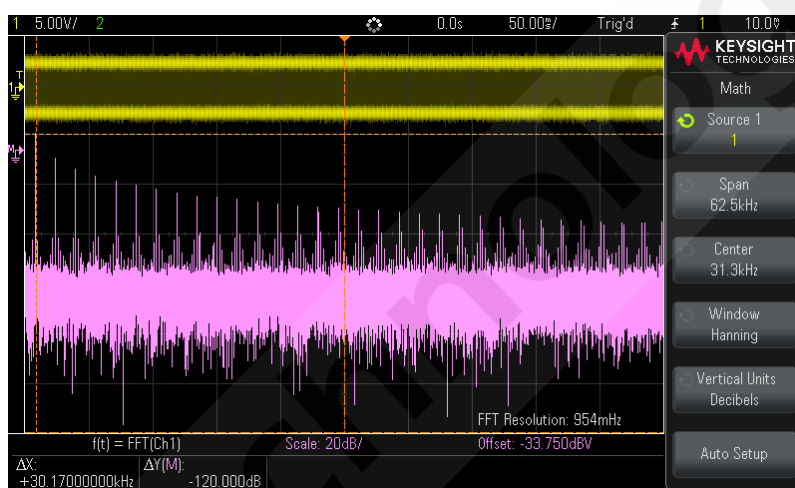 1 5.00V/ 2 0.0s 50.00ms/ Trig'd 1 10.0V
KEYSIGHT
TECHNOLOGIES
Math
Source 1
1
Span
62.5kHz
Center
31.3kHz
Window
Hanning
Vertical Units
Decibels
Auto Setup
T
1
M
FFT Resolution: 954mHz
f(t) = FFT(Ch1) Scale: 20dB/ Offset: -33.750dBV
ΔX:
+30.17000000kHz
ΔY(M):
-120.000dB